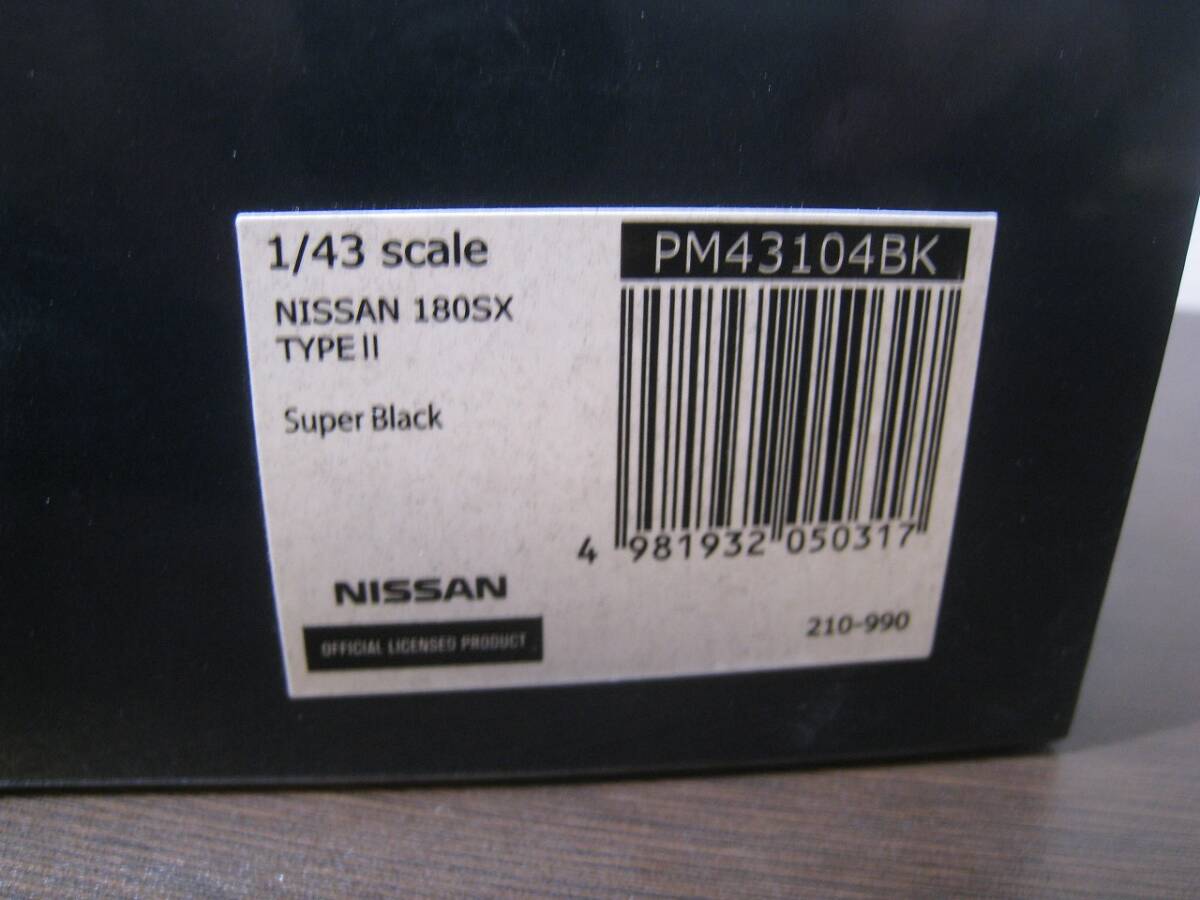 1/43 scale
PM43104BK
NISSAN 180SX
TYPE II
Super Black
4 981932 050317
NISSAN
OFFICIAL LICENSED PRODUCT
210-990